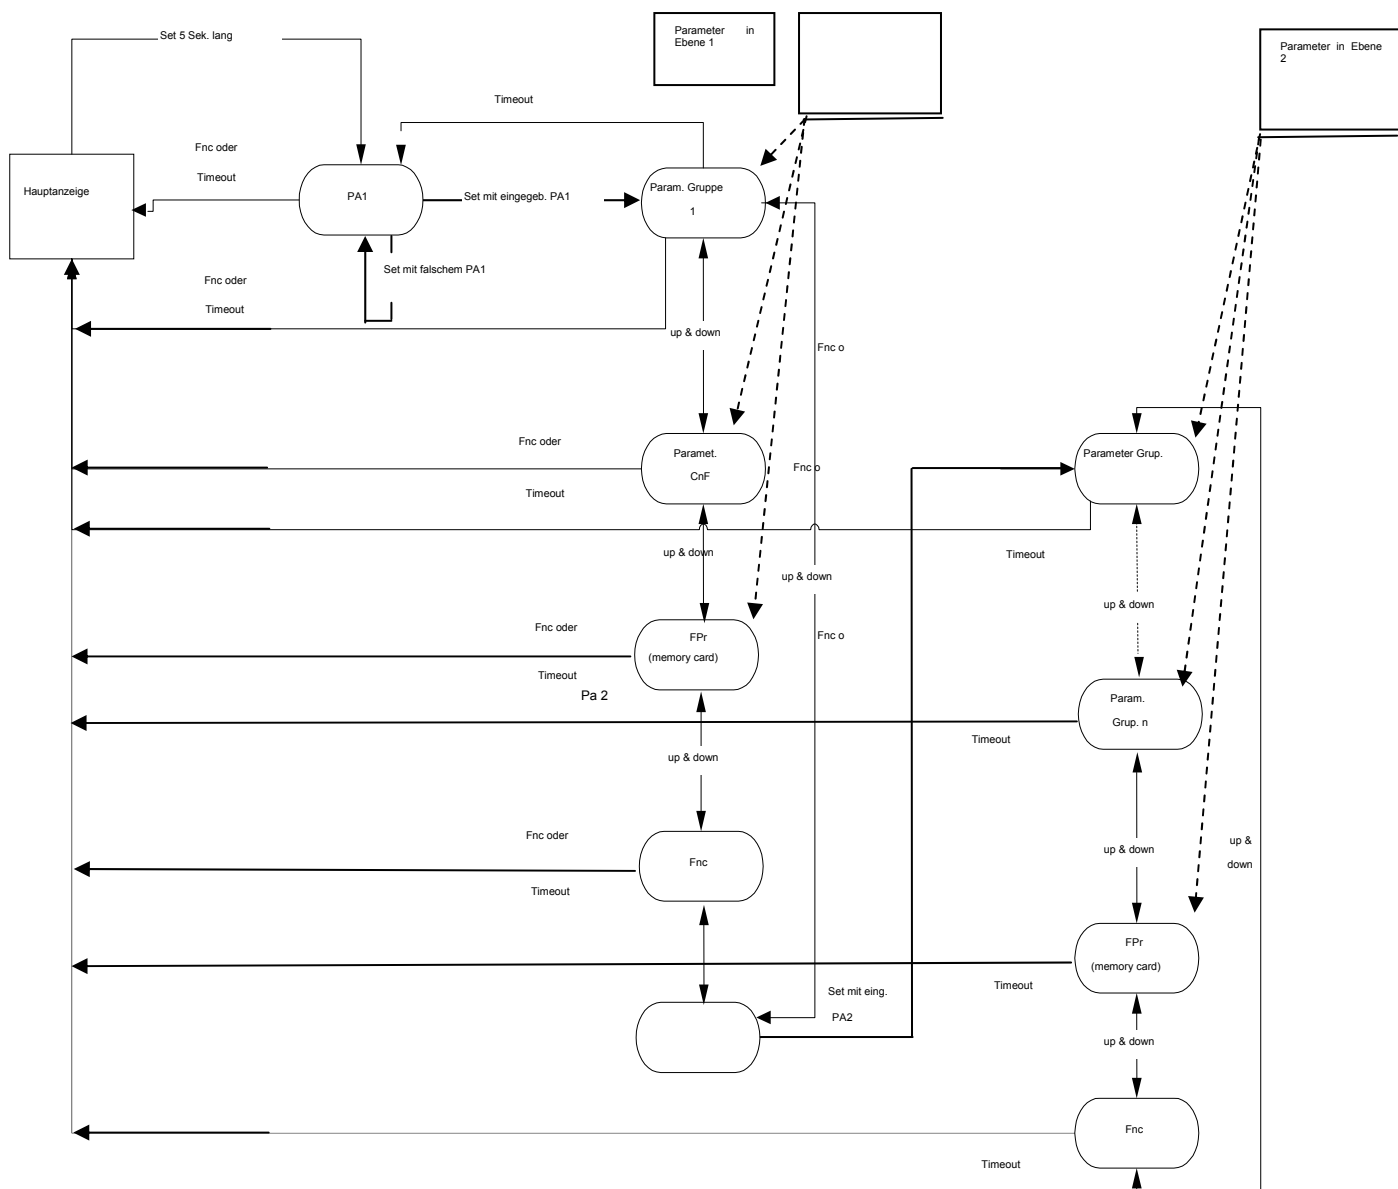 Set 5 Sek. lang
Parameter in
Ebene 1
Parameter in Ebene
2
Timeout
Fnc oder
Timeout
Hauptanzeige
PA1
Set mit eingegeb. PA1
Param. Gruppe
1
Set mit falschem PA1
Fnc oder
Timeout
up & down
Fnc o
Fnc oder
Timeout
Paramet.
CnF
Fnc o
Parameter Grup.
up & down
Timeout
up & down
up & down
Fnc oder
Timeout
FPr
(memory card)
Fnc o
Pa 2
Param.
Grup. n
Timeout
up & down
Fnc oder
Timeout
Fnc
up & down
up &
down
FPr
(memory card)
Timeout
Set mit eing.
PA2
up & down
Fnc
Timeout